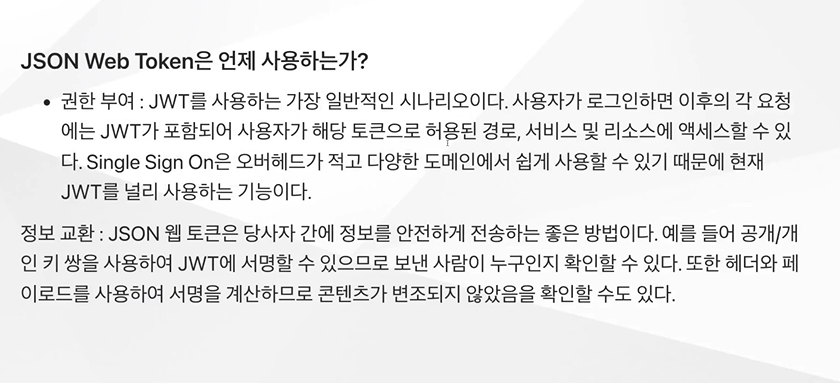 JSON Web Token은 언제 사용하는가?
• 권한 부여 : JWT를 사용하는 가장 일반적인 시나리오이다. 사용자가 로그인하면 이후의 각 요청
에는 JWT가 포함되어 사용자가 해당 토큰으로 허용된 경로, 서비스 및 리소스에 액세스할 수 있
다. Single Sign On은 오버헤드가 적고 다양한 도메인에서 쉽게 사용할 수 있기 때문에 현재
JWT를 널리 사용하는 기능이다.
정보 교환 : JSON 웹 토큰은 당사자 간에 정보를 안전하게 전송하는 좋은 방법이다. 예를 들어 공개/개
인 키 쌍을 사용하여 JWT에 서명할 수 있으므로 보낸 사람이 누구인지 확인할 수 있다. 또한 헤더와 페
이로드를 사용하여 서명을 계산하므로 콘텐츠가 변조되지 않았음을 확인할 수도 있다.